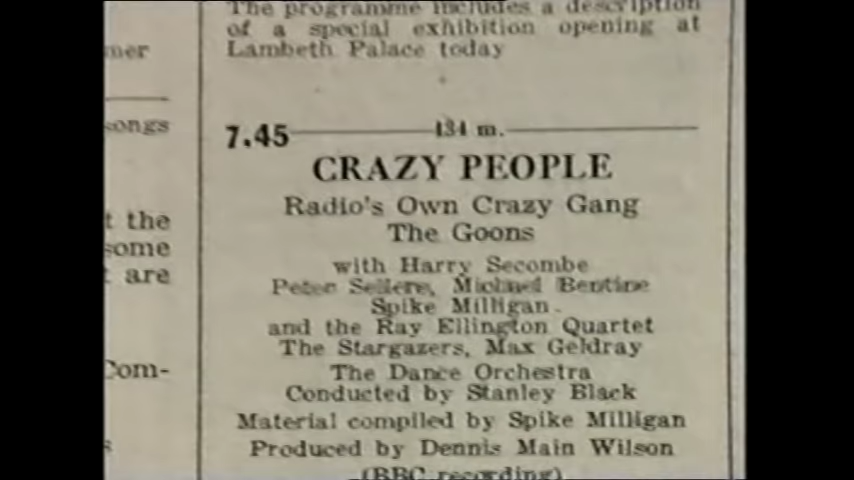 mer
songs
t the
some
t are
Com-
s
The programme includes a description
of a special exhibition opening at
Lambeth Palace today
7.45 434 m.
CRAZY PEOPLE
Radio's Own Crazy Gang
The Goons
with Harry Secombe
Peter Sellers, Michael Bentine
Spike Milligan
and the Ray Ellington Quartet
The Stargazers, Max Geldray
The Dance Orchestra
Conducted by Stanley Black
Material compiled by Spike Milligan
Produced by Dennis Main Wilson
(BBC recording)